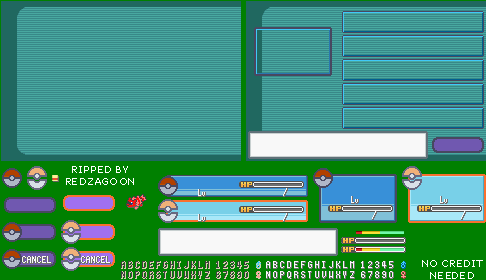 RIPPED BY
REDZAGOON
HP
Lv
HP
Lv
HP
Lv
HP
Lv
HP
HP
CANCEL
CANCEL
ABCDEFGHIJKLM 12345
NOPQRSTUVWXYZ 67890
ABCDEFGHIJKLM 12345
NOPQRSTUVWXYZ 67890
NO CREDIT
NEEDED